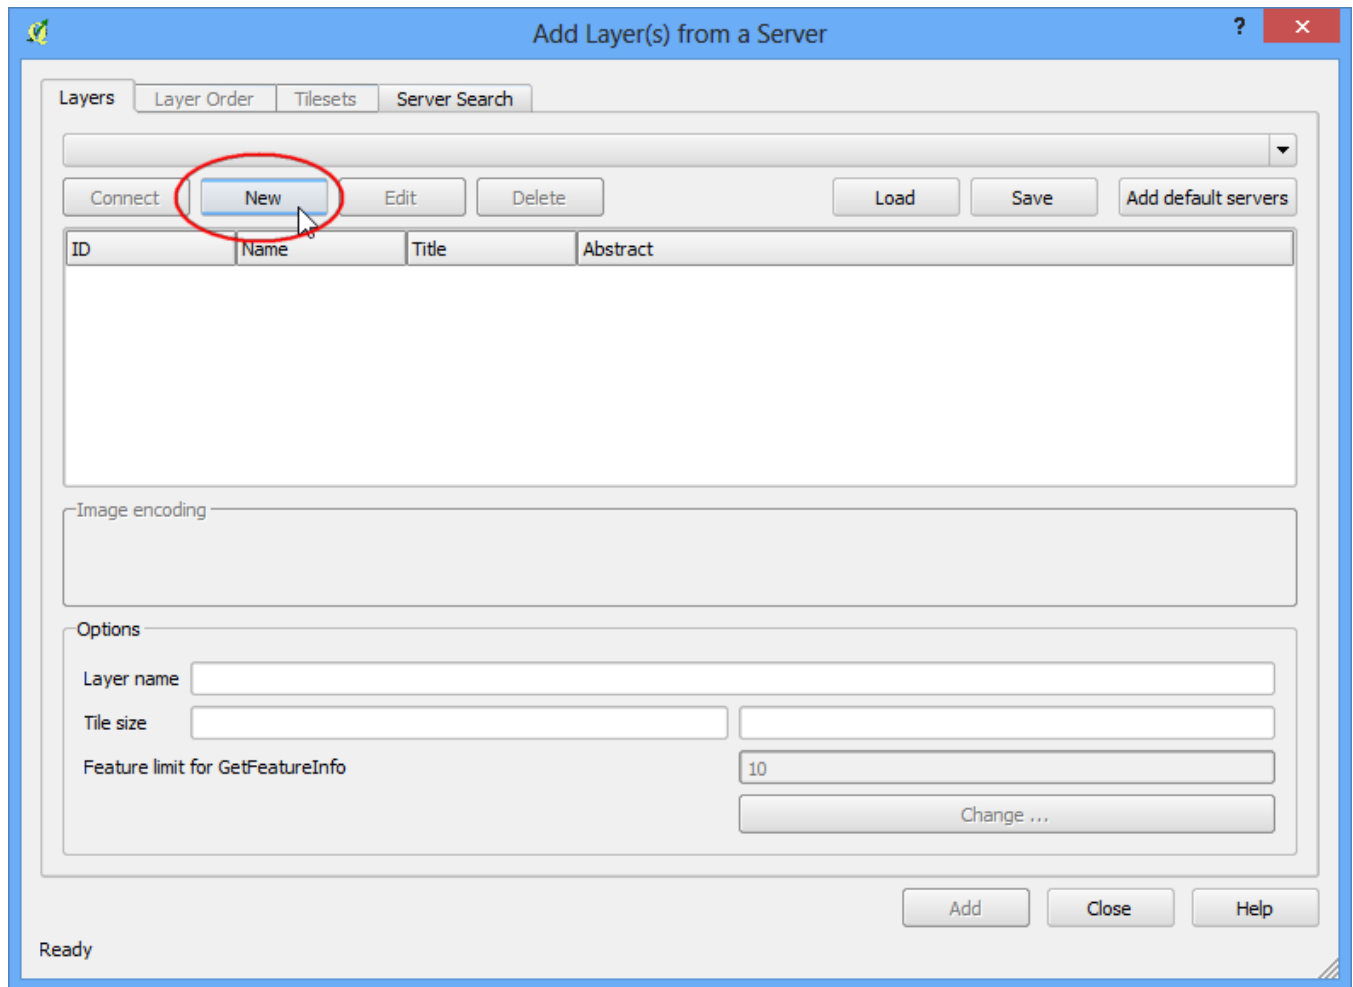 Add Layer(s) from a Server ?
Layers Layer Order Tilesets Server Search
Connect New Edit Delete Load Save Add default servers
ID Name Title Abstract
Image encoding
Options
Layer name
Tile size
Feature limit for GetFeatureInfo 10
Change ...
Add Close Help
Ready